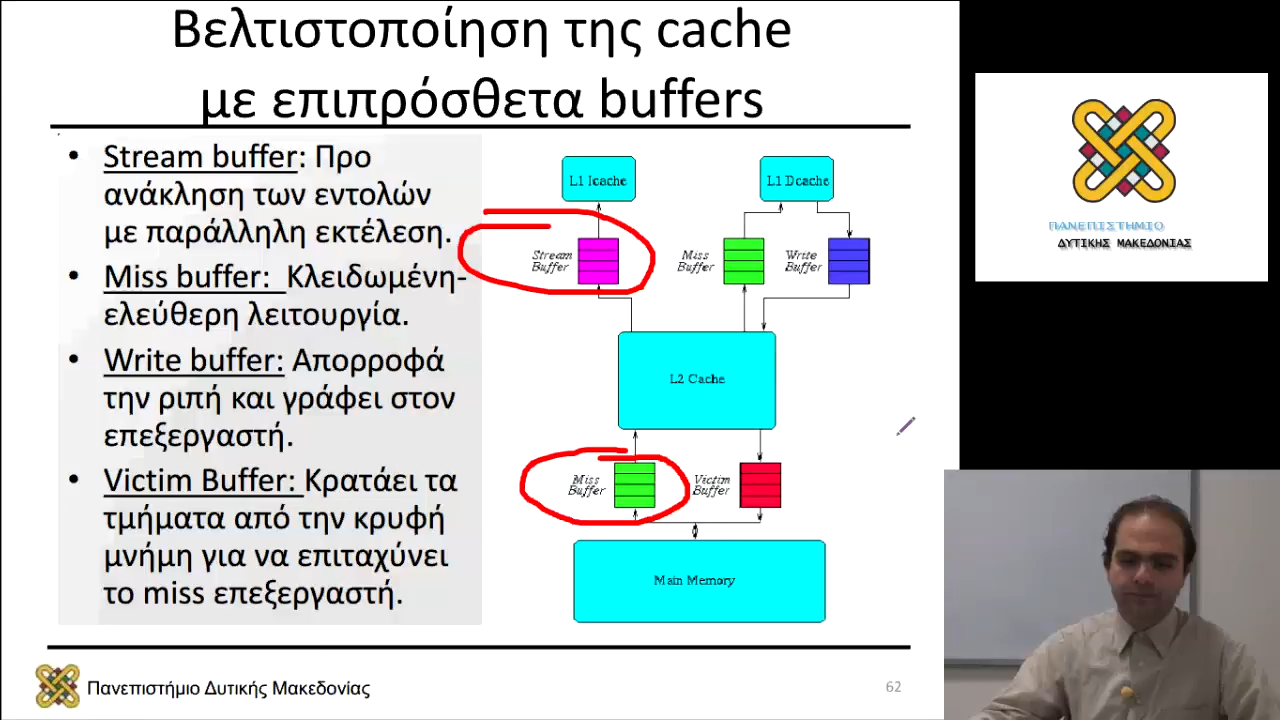 Βελτιστοποίηση της cache
με επιπρόσθετα buffers
• Stream buffer: Προ
ανάκληση των εντολών
με παράλληλη εκτέλεση.
• Miss buffer: Κλειδωμένη-
ελεύθερη λειτουργία.
• Write buffer: Απορροφά
την ριπή και γράφει στον
επεξεργαστή.
• Victim Buffer: Κρατάει τα
τμήματα από την κρυφή
μνήμη για να επιταχύνει
το miss επεξεργαστή.
L1 Icache
L1 Dcache
Stream
Buffer
Miss
Buffer
Write
Buffer
L2 Cache
Miss
Buffer
Victim
Buffer
Main Memory
Πανεπιστήμιο Δυτικής Μακεδονίας
62
ΠΑΝΕΠΙΣΤΗΜΙΟ
ΔΥΤΙΚΗΣ ΜΑΚΕΔΟΝΙΑΣ